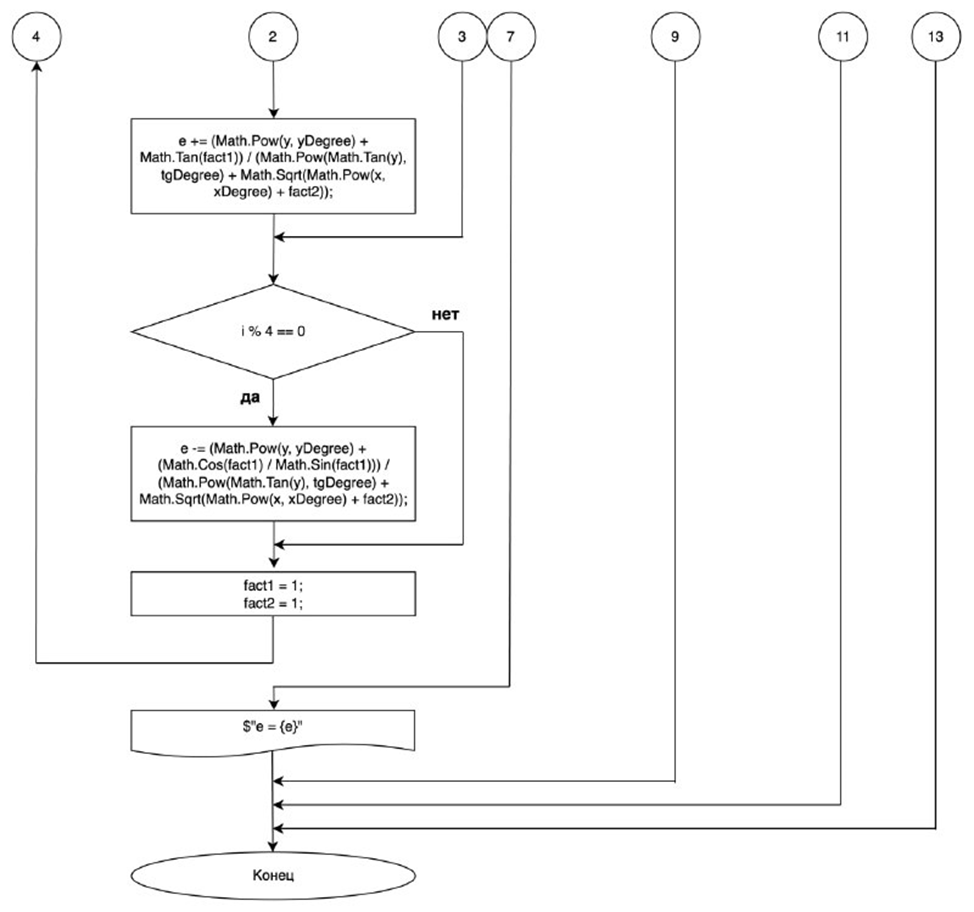 4
2
3
7
9
11
13
e += (Math.Pow(y, yDegree) +
Math.Tan(fact1)) / (Math.Pow(Math.Tan(y),
tgDegree) + Math.Sqrt(Math.Pow(x,
xDegree) + fact2));
i % 4 == 0
нет
да
e -= (Math.Pow(y, yDegree) +
(Math.Cos(fact1) / Math.Sin(fact1))) /
(Math.Pow(Math.Tan(y), tgDegree) +
Math.Sqrt(Math.Pow(x, xDegree) + fact2));
fact1 = 1;
fact2 = 1;
$"e = {e}"
Конец